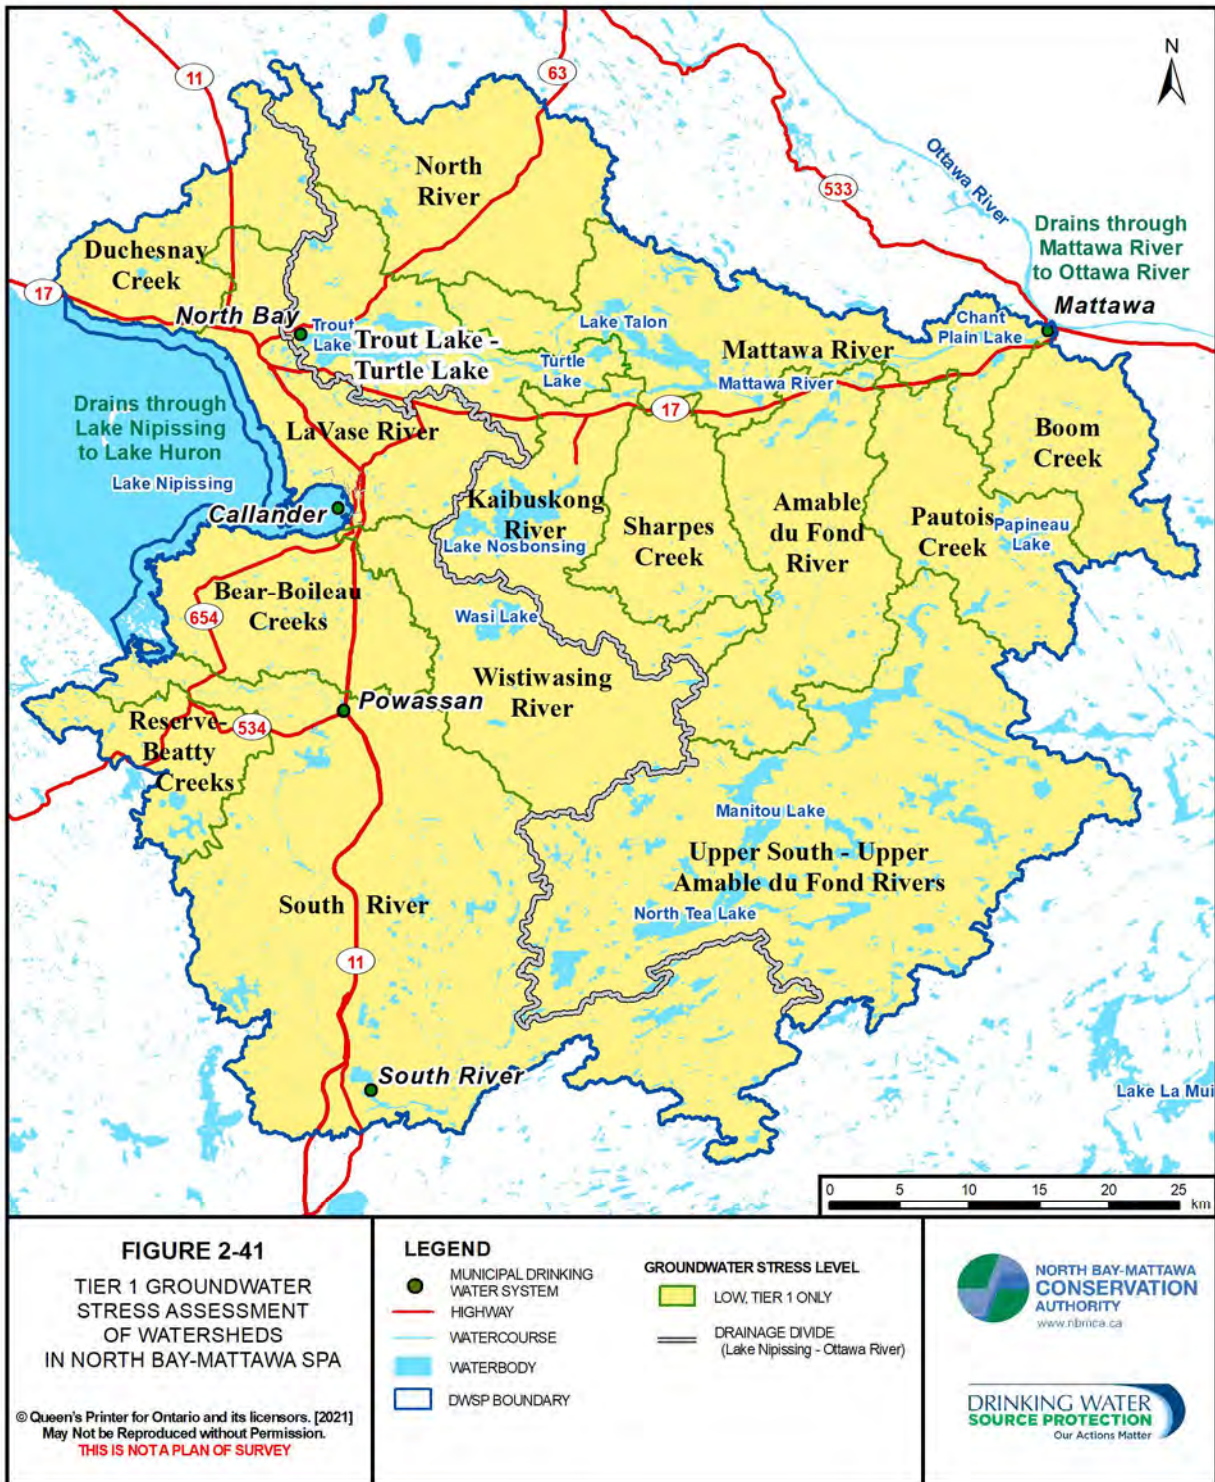 N
11
63
Ottawa River
533
North
River
Drains through
Mattawa River
to Ottawa River
Duchesnay
Creek
17
North Bay
Trout
Lake
Trout Lake -
Turtle Lake
Lake Talon
Turtle
Lake
Mattawa River
Mattawa River
Chant
Plain Lake
Mattawa
17
Drains through
Lake Nipissing
to Lake Huron
Lake Nipissing
LaVase River
Boom
Creek
Callander
Kaibuskong
River
Lake Nosbonsing
Sharpes
Creek
Amable
du Fond
River
Pautois
Creek
Papineau
Lake
Bear-Boileau
Creeks
654
Wasi Lake
Wistiwasing
River
Powassan
Reserve-
Beatty
Creeks
534
Manitou Lake
Upper South - Upper
Amable du Fond Rivers
North Tea Lake
South River
11
South River
Lake La Mui
0 5 10 15 20 25
km
FIGURE 2-41
TIER 1 GROUNDWATER
STRESS ASSESSMENT
OF WATERSHEDS
IN NORTH BAY-MATTAWA SPA
© Queen's Printer for Ontario and its licensors. [2021]
May Not be Reproduced without Permission.
THIS IS NOT A PLAN OF SURVEY
LEGEND
MUNICIPAL DRINKING
WATER SYSTEM
HIGHWAY
WATERCOURSE
WATERBODY
DWSP BOUNDARY
GROUNDWATER STRESS LEVEL
LOW, TIER 1 ONLY
DRAINAGE DIVIDE
(Lake Nipissing - Ottawa River)
NORTH BAY-MATTAWA
CONSERVATION
AUTHORITY
www.nbmca.ca
DRINKING WATER
SOURCE PROTECTION
Our Actions Matter